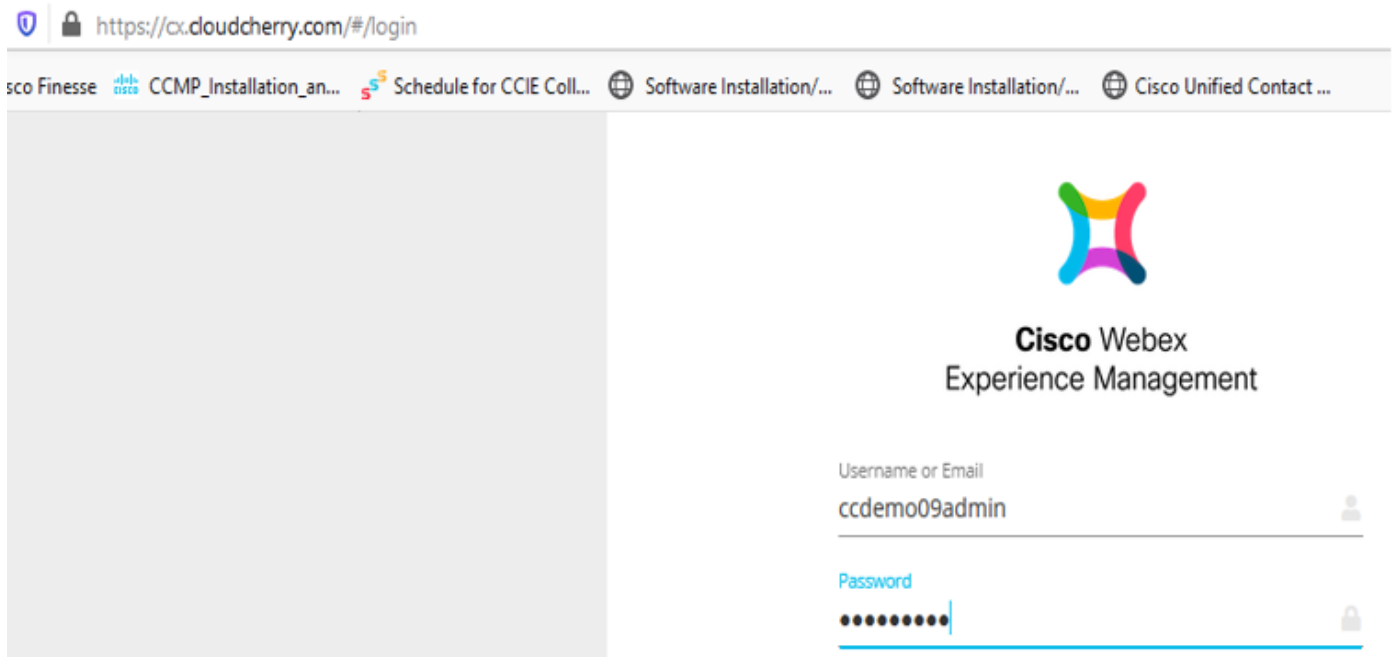 https://cx.cloudcherry.com/#/login
sco Finesse CCMP_Installation_an... Schedule for CCIE Coll... Software Installation/... Software Installation/... Cisco Unified Contact ...
Cisco Webex
Experience Management
Username or Email
ccdemo09admin
Password
•••••••••